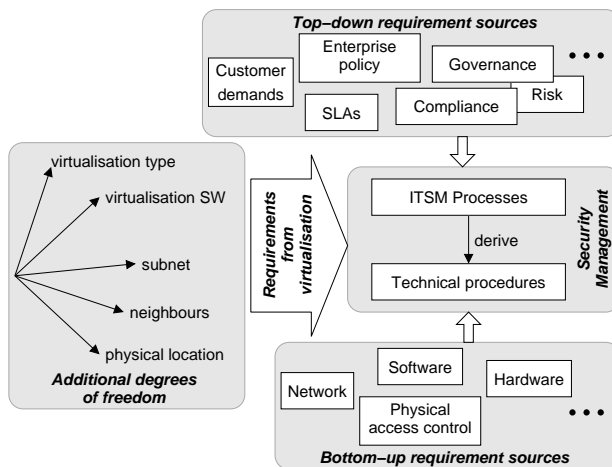 Top–down requirement sources
Enterprise
policy
Customer
demands
Governance
Risk
Compliance
SLAs
• • •
virtualisation type
virtualisation SW
subnet
neighbours
physical location
Additional degrees
of freedom
Requirements
from
virtualisation
ITSM Processes
derive
Technical procedures
Security
Management
Software
Network
Hardware
Physical
access control
• • •
Bottom–up requirement sources